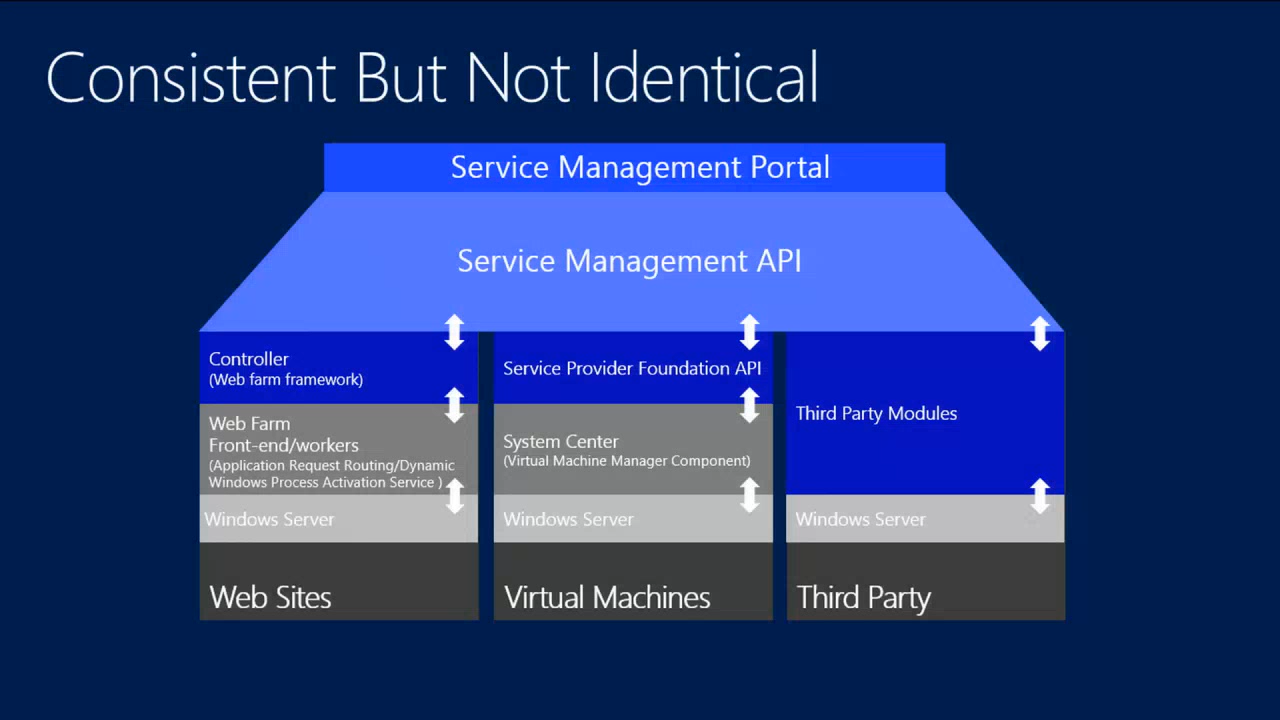 Consistent But Not Identical
Service Management Portal
Service Management API
Controller
(Web farm framework)
Web Farm
Front-end/workers
(Application Request Routing/Dynamic
Windows Process Activation Service )
Windows Server
Web Sites
Service Provider Foundation API
System Center
(Virtual Machine Manager Component)
Windows Server
Virtual Machines
Third Party Modules
Windows Server
Third Party